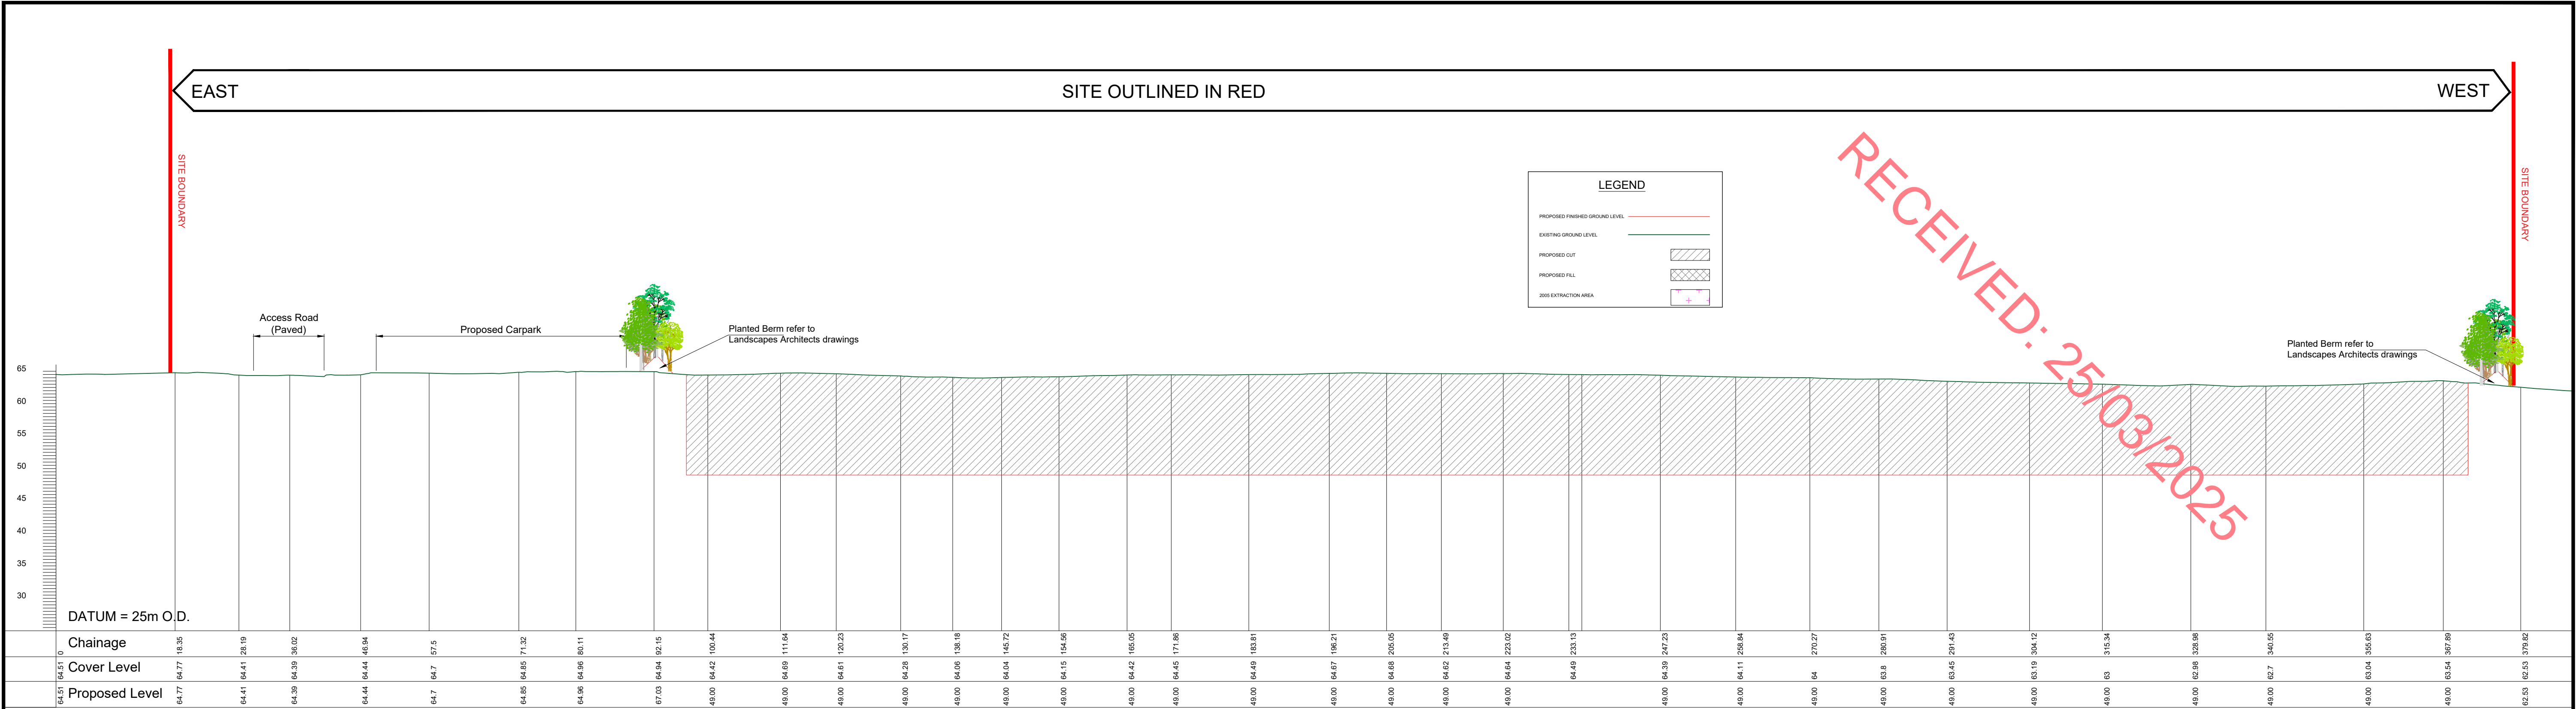 EAST
SITE OUTLINED IN RED
WEST
SITE BOUNDARY
SITE BOUNDARY
LEGEND
PROPOSED FINISHED GROUND LEVEL
EXISTING GROUND LEVEL
PROPOSED CUT
PROPOSED FILL
2005 EXTRACTION AREA
RECEIVED: 25/03/2025
Access Road
(Paved)
Proposed Carpark
Planted Berm refer to
Landscapes Architects drawings
Planted Berm refer to
Landscapes Architects drawings
65
60
55
50
45
40
35
30
DATUM = 25m O.D.
Chainage 0 18.35 28.19 36.02 46.94 57.5 71.32 80.11 92.15 100.44 111.64 120.23 130.17 138.18 145.72 154.56 165.05 171.86 183.81 196.21 205.05 213.49 223.02 233.13 247.23 258.84 270.27 280.91 291.43 304.12 315.34 328.98 340.55 355.63 367.89 379.82
Cover Level 64.51 64.77 64.41 64.39 64.44 64.7 64.85 64.96 64.94 64.42 64.69 64.61 64.28 64.06 64.04 64.15 64.42 64.45 64.49 64.67 64.68 64.62 64.64 64.49 64.39 64.11 64 63.8 63.45 63.19 63 62.98 62.7 63.04 63.54 62.53
Proposed Level 64.51 64.77 64.41 64.39 64.44 64.7 64.85 64.96 67.03 49.00 49.00 49.00 49.00 49.00 49.00 49.00 49.00 49.00 49.00 49.00 49.00 49.00 49.00 49.00 49.00 49.00 49.00 49.00 49.00 49.00 49.00 49.00 49.00 49.00 62.53